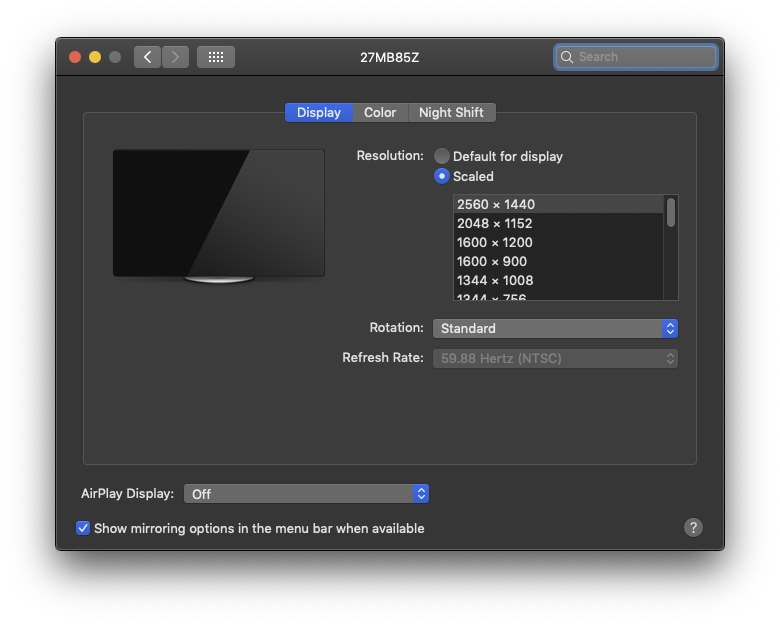 27MB85Z
Search
Display Color Night Shift
Resolution: Default for display
Scaled
2560 × 1440
2048 × 1152
1600 × 1200
1600 × 900
1344 × 1008
1344 × 756
Rotation: Standard
Refresh Rate: 59.88 Hertz (NTSC)
AirPlay Display: Off
Show mirroring options in the menu bar when available
?